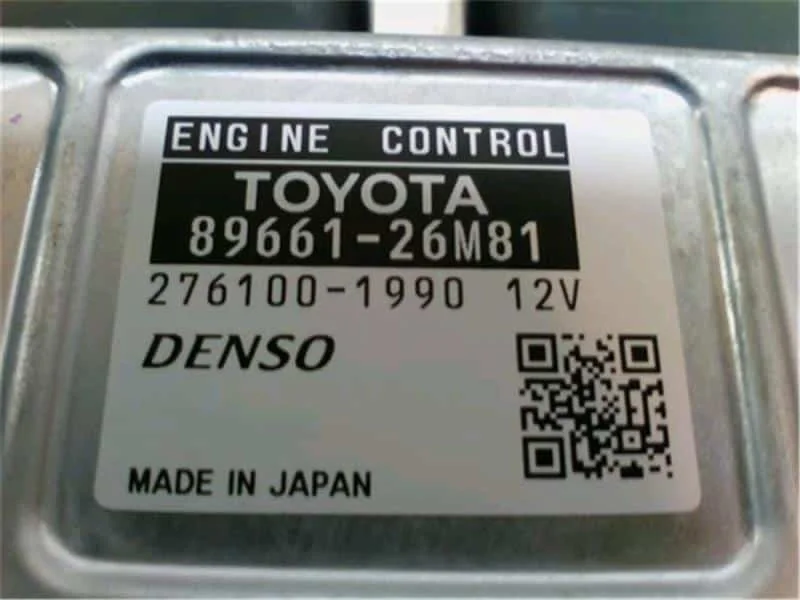 ENGINE CONTROL
TOYOTA
89661-26M81
276100-1990 12V
DENSO
MADE IN JAPAN